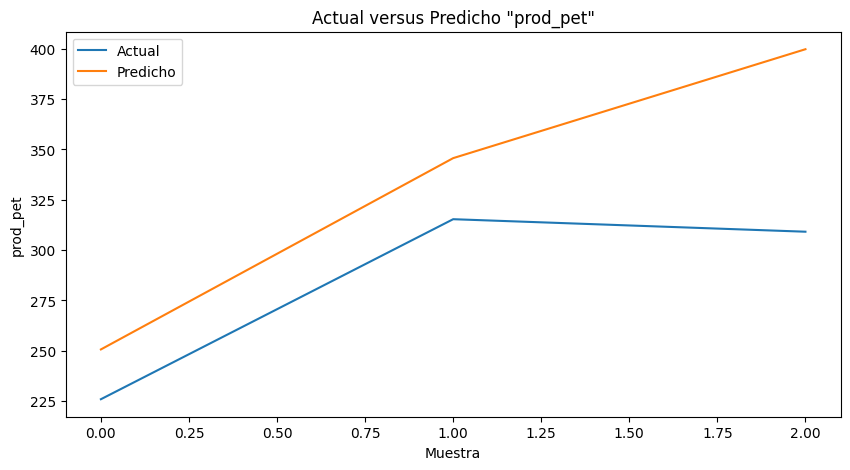 Actual versus Predicho "prod_pet"
Actual
Predicho
prod_pet
400
375
350
325
300
275
250
225
0.00 0.25 0.50 0.75 1.00 1.25 1.50 1.75 2.00
Muestra